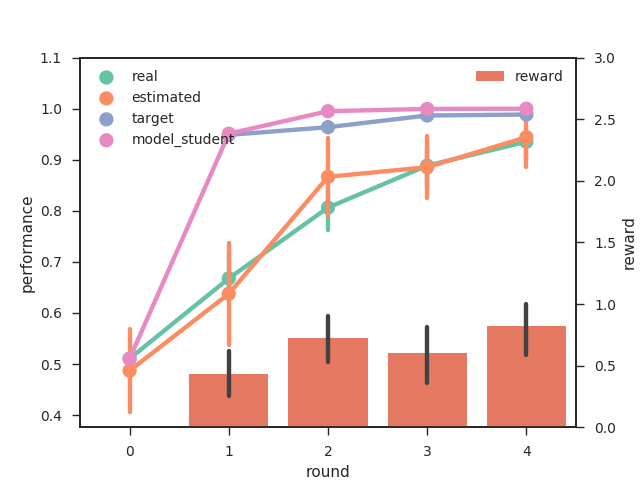 real
estimated
target
model_student
reward
1.1
1.0
0.9
0.8
0.7
0.6
0.5
0.4
performance
3.0
2.5
2.0
1.5
1.0
0.5
0.0
reward
0 1 2 3 4
round